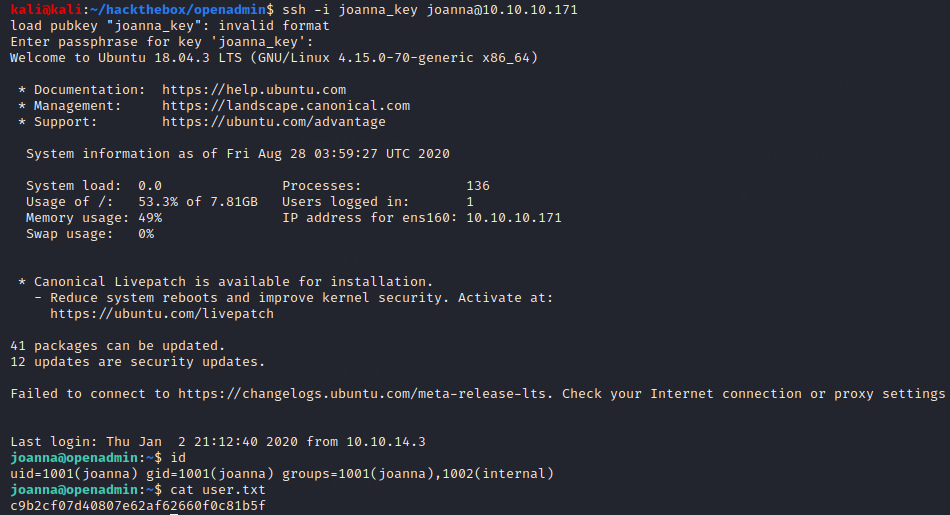 kali@kali:~/hackthebox/openadmin$ ssh -i joanna_key joanna@10.10.10.171
load pubkey "joanna_key": invalid format
Enter passphrase for key 'joanna_key':
Welcome to Ubuntu 18.04.3 LTS (GNU/Linux 4.15.0-70-generic x86_64)

 * Documentation:  https://help.ubuntu.com
 * Management:     https://landscape.canonical.com
 * Support:        https://ubuntu.com/advantage

  System information as of Fri Aug 28 03:59:27 UTC 2020

  System load:  0.0               Processes:             136
  Usage of /:   53.3% of 7.81GB   Users logged in:       1
  Memory usage: 49%               IP address for ens160: 10.10.10.171
  Swap usage:   0%

 * Canonical Livepatch is available for installation.
   - Reduce system reboots and improve kernel security. Activate at:
     https://ubuntu.com/livepatch

41 packages can be updated.
12 updates are security updates.

Failed to connect to https://changelogs.ubuntu.com/meta-release-lts. Check your Internet connection or proxy settings

Last login: Thu Jan  2 21:12:40 2020 from 10.10.14.3
joanna@openadmin:~$ id
uid=1001(joanna) gid=1001(joanna) groups=1001(joanna),1002(internal)
joanna@openadmin:~$ cat user.txt
c9b2cf07d40807e62af62660f0c81b5f